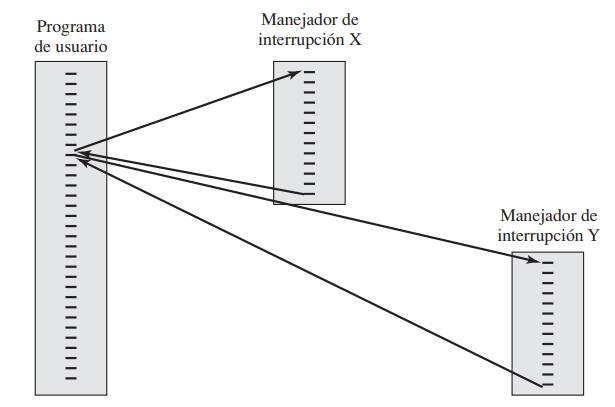 Programa
de usuario
Manejador de
interrupción X
Manejador de
interrupción Y